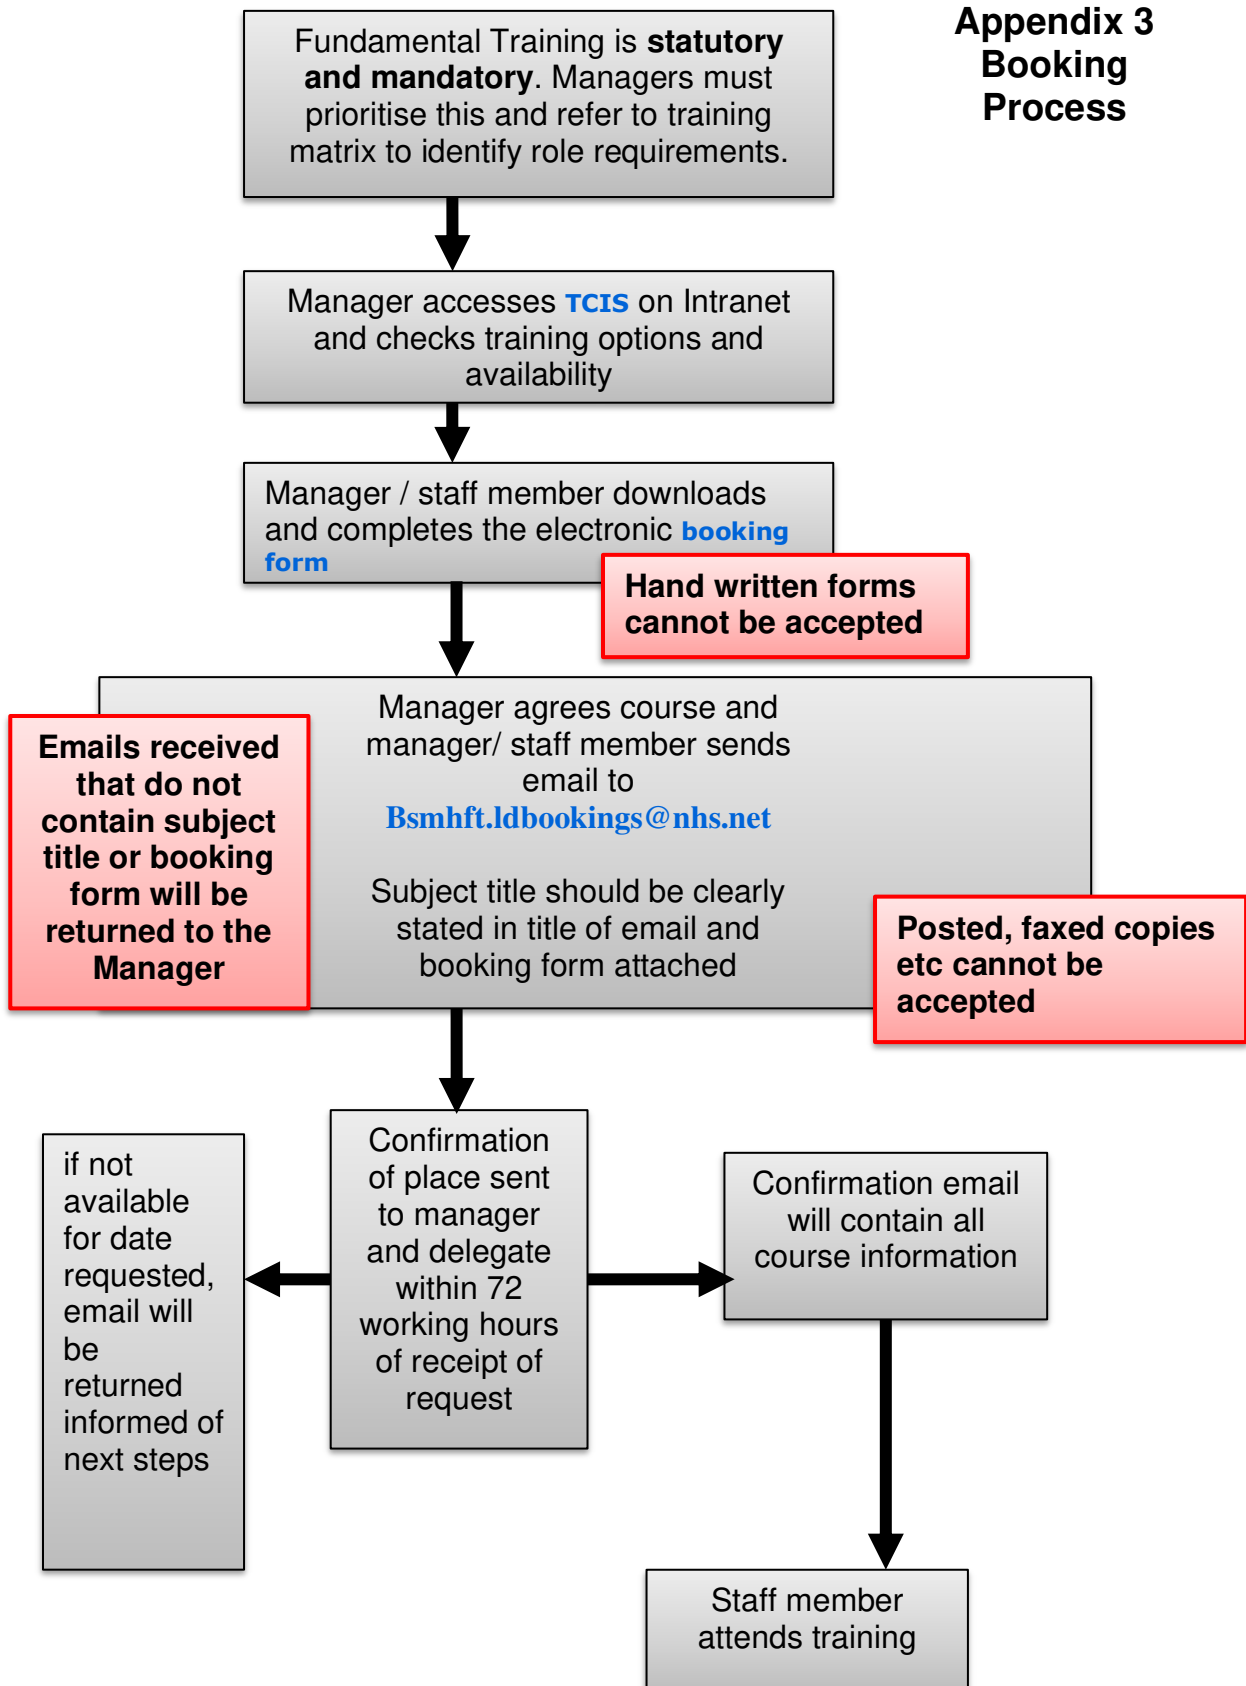 Appendix 3
Booking
Process
Fundamental Training is statutory
and mandatory. Managers must
prioritise this and refer to training
matrix to identify role requirements.
Manager accesses TCIS on Intranet
and checks training options and
availability
Manager / staff member downloads
and completes the electronic booking
form
Hand written forms
cannot be accepted
Manager agrees course and
manager/ staff member sends
email to
Bsmhft.ldbookings@nhs.net
Subject title should be clearly
stated in title of email and
booking form attached
Emails received
that do not
contain subject
title or booking
form will be
returned to the
Manager
Posted, faxed copies
etc cannot be
accepted
Confirmation
of place sent
to manager
and delegate
within 72
working hours
of receipt of
request
if not
available
for date
requested,
email will
be
returned
informed of
next steps
Confirmation email
will contain all
course information
Staff member
attends training